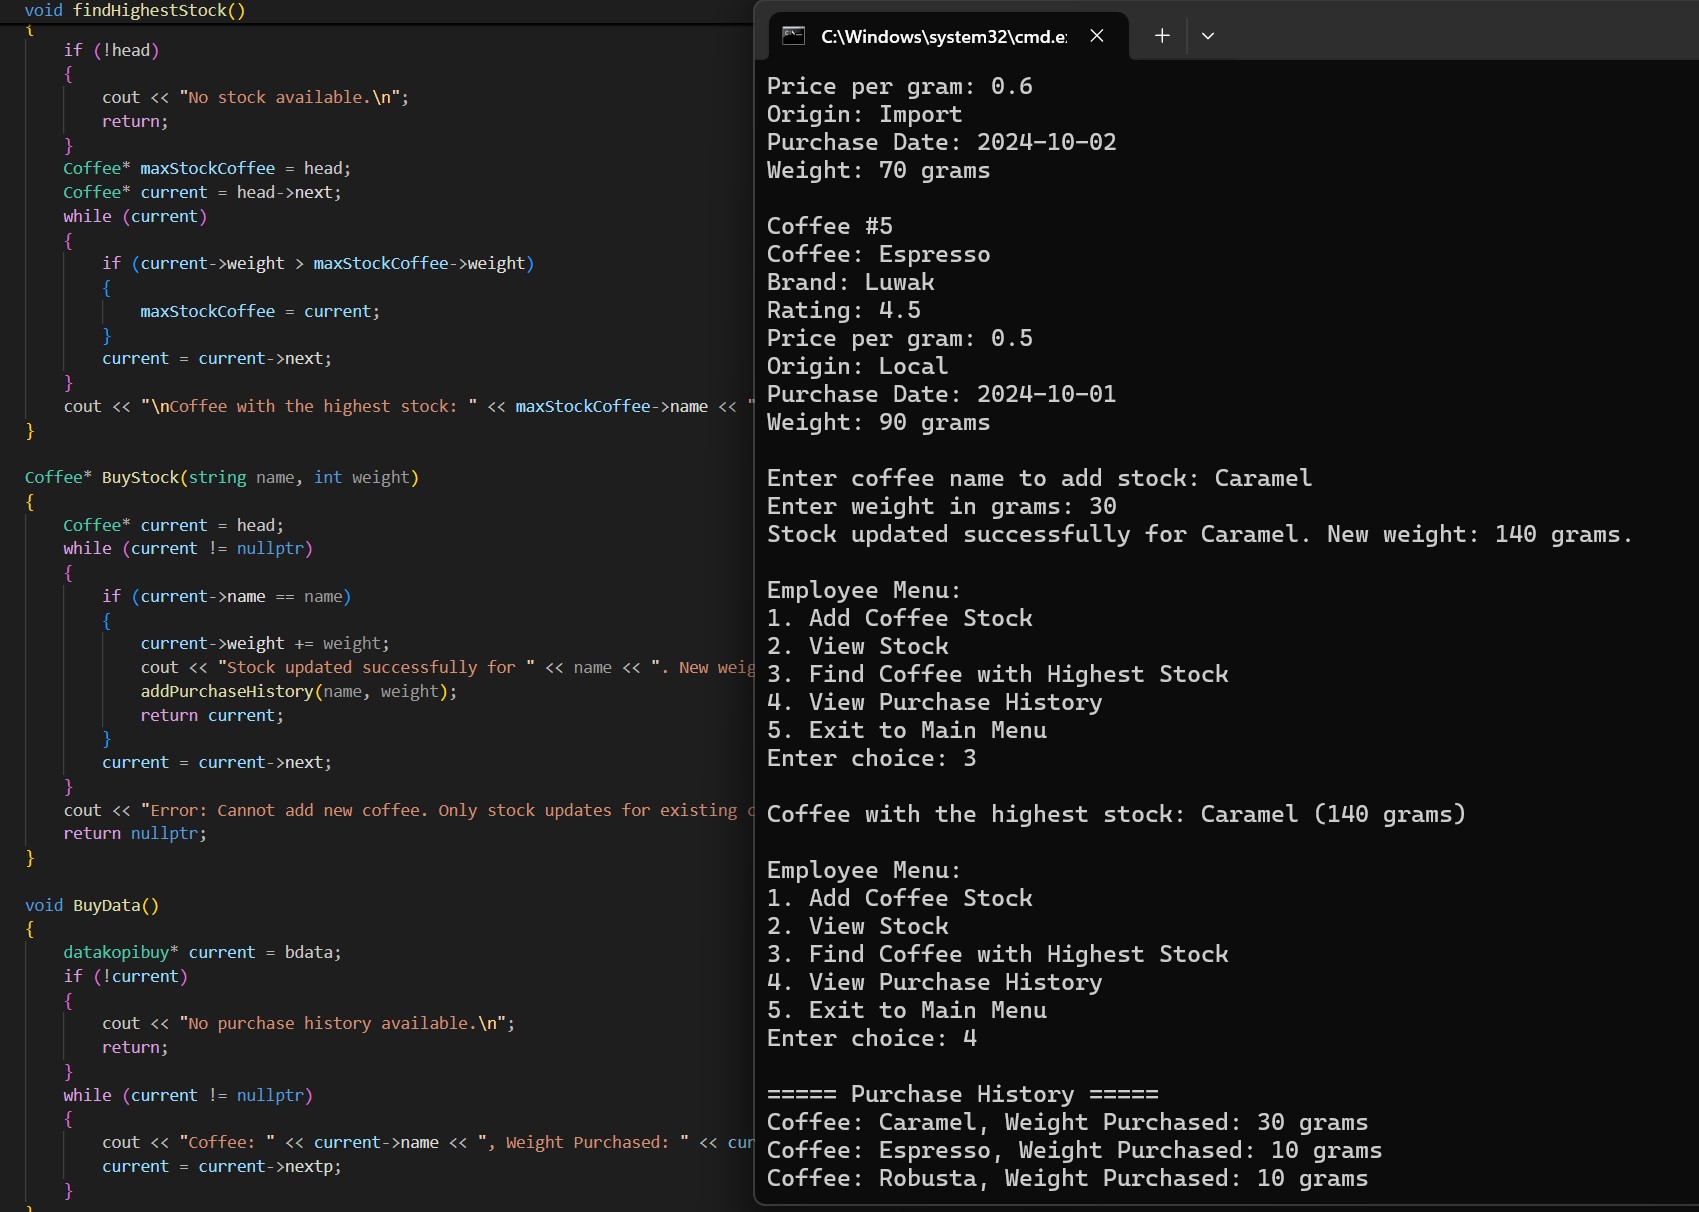 void findHighestStock()
{
if (!head)
{
cout << "No stock available.\n";
return;
}
Coffee* maxStockCoffee = head;
Coffee* current = head->next;
while (current)
{
if (current->weight > maxStockCoffee->weight)
{
maxStockCoffee = current;
}
current = current->next;
}
cout << "\nCoffee with the highest stock: " << maxStockCoffee->name << "
}
Coffee* BuyStock(string name, int weight)
{
Coffee* current = head;
while (current != nullptr)
{
if (current->name == name)
{
current->weight += weight;
cout << "Stock updated successfully for " << name << ". New weig
addPurchaseHistory(name, weight);
return current;
}
current = current->next;
}
cout << "Error: Cannot add new coffee. Only stock updates for existing
return nullptr;
}
void BuyData()
{
datakopibuy* current = bdata;
if (!current)
{
cout << "No purchase history available.\n";
return;
}
while (current != nullptr)
{
cout << "Coffee: " << current->name << ", Weight Purchased: " << cur
current = current->nextp;
}
}
C:\Windows\system32\cmd.e
Price per gram: 0.6
Origin: Import
Purchase Date: 2024-10-02
Weight: 70 grams
Coffee #5
Coffee: Espresso
Brand: Luwak
Rating: 4.5
Price per gram: 0.5
Origin: Local
Purchase Date: 2024-10-01
Weight: 90 grams
Enter coffee name to add stock: Caramel
Enter weight in grams: 30
Stock updated successfully for Caramel. New weight: 140 grams.
Employee Menu:
1. Add Coffee Stock
2. View Stock
3. Find Coffee with Highest Stock
4. View Purchase History
5. Exit to Main Menu
Enter choice: 3
Coffee with the highest stock: Caramel (140 grams)
Employee Menu:
1. Add Coffee Stock
2. View Stock
3. Find Coffee with Highest Stock
4. View Purchase History
5. Exit to Main Menu
Enter choice: 4
===== Purchase History =====
Coffee: Caramel, Weight Purchased: 30 grams
Coffee: Espresso, Weight Purchased: 10 grams
Coffee: Robusta, Weight Purchased: 10 grams